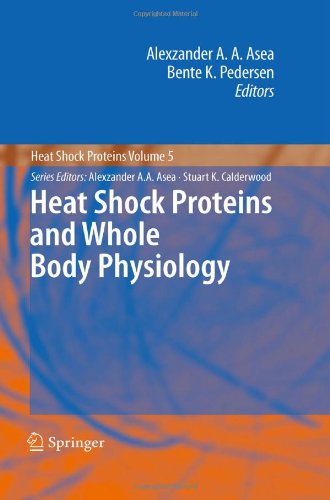 Alexzander A. A. Asea
Bente K. Pedersen
Editors
Heat Shock Proteins Volume 5
Series Editors: Alexzander A.A. Asea · Stuart K. Calderwood
Heat Shock Proteins
and Whole
Body Physiology
Springer